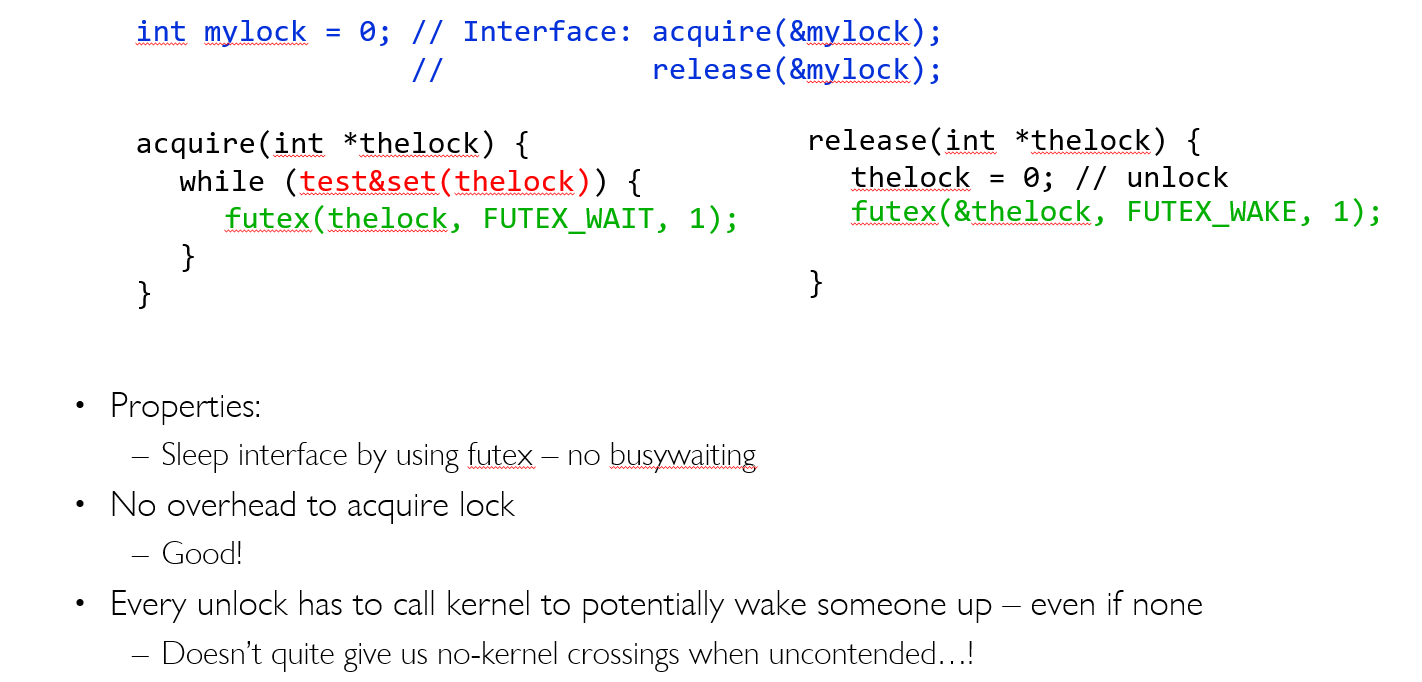 int mylock = 0; // Interface: acquire(&mylock);
//            release(&mylock);
acquire(int *thelock) {
while (test&set(thelock)) {
futex(thelock, FUTEX_WAIT, 1);
}
}
release(int *thelock) {
thelock = 0; // unlock
futex(&thelock, FUTEX_WAKE, 1);
}
• Properties:
– Sleep interface by using futex – no busywaiting
• No overhead to acquire lock
– Good!
• Every unlock has to call kernel to potentially wake someone up – even if none
– Doesn’t quite give us no-kernel crossings when uncontended…!